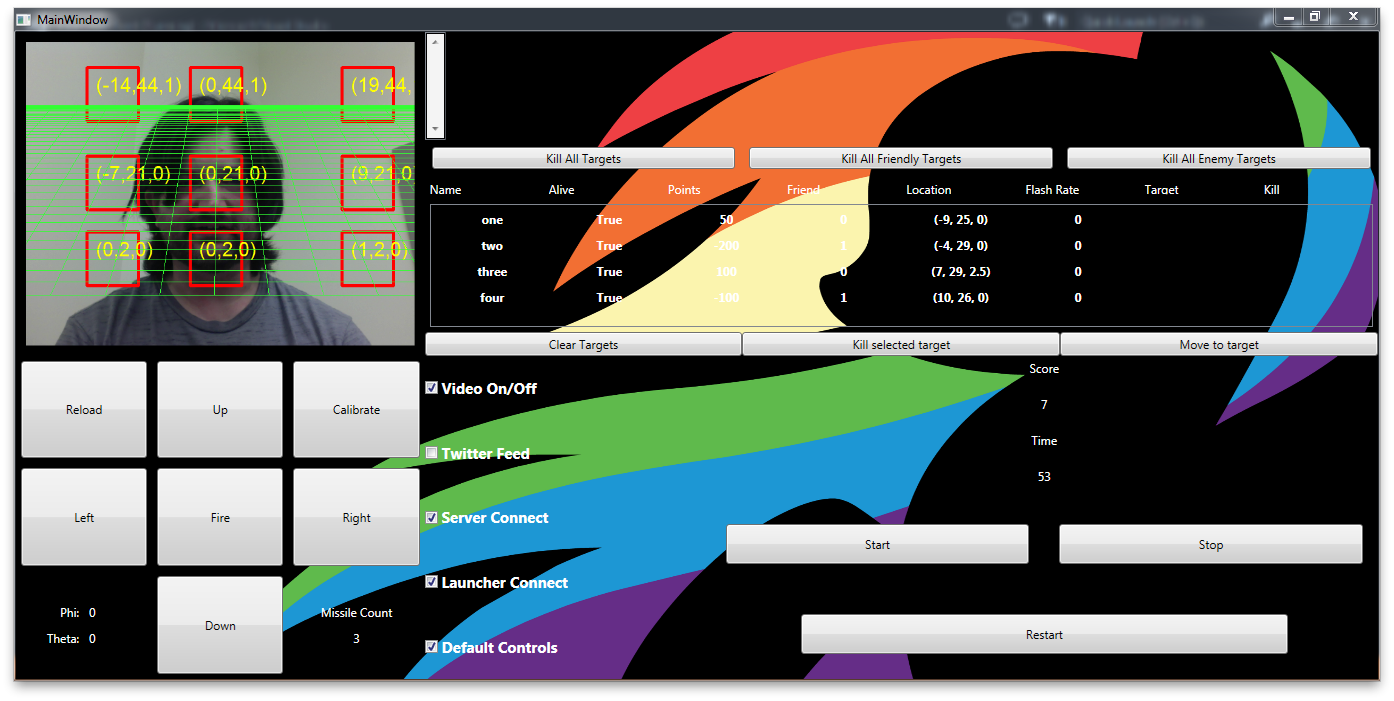 MainWindow
(-14,44,1) (0,44,1) (19,44,
(-7,21,0) (0,21,0) (9,21,0
(0,2,0) (0,2,0) (1,2,0)
Kill All Targets Kill All Friendly Targets Kill All Enemy Targets
Name Alive Points Friend Location Flash Rate Target Kill
one True 50 0 (-9, 25, 0) 0
two True -200 1 (-4, 29, 0) 0
three True 100 0 (7, 29, 2.5) 0
four True -100 1 (10, 26, 0) 0
Clear Targets Kill selected target Move to target
Reload Up Calibrate
Left Fire Right
Phi: 0
Theta: 0
Down
Missile Count
3
Video On/Off
Twitter Feed
Server Connect
Launcher Connect
Default Controls
Score
7
Time
53
Start Stop
Restart